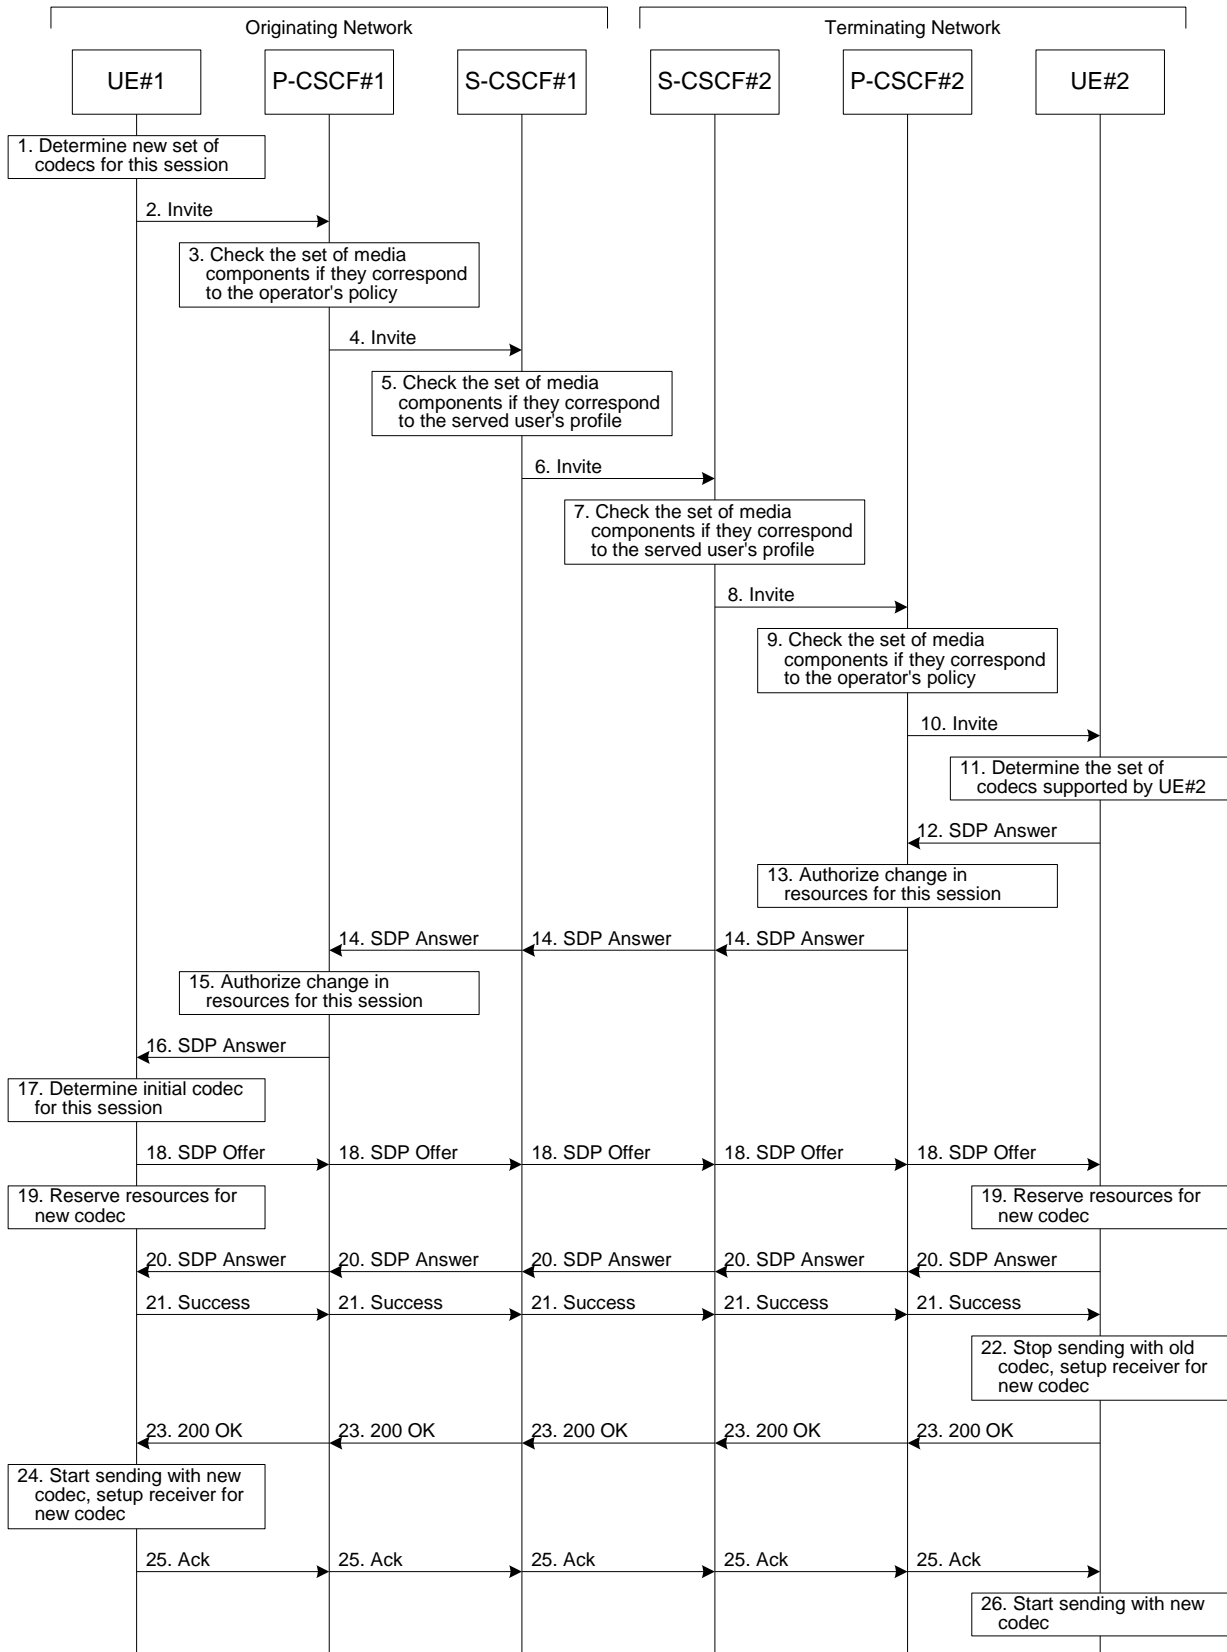 Originating Network
Terminating Network
UE#1
P-CSCF#1
S-CSCF#1
S-CSCF#2
P-CSCF#2
UE#2
1. Determine new set of
codecs for this session
2. Invite
3. Check the set of media
components if they correspond
to the operator's policy
4. Invite
5. Check the set of media
components if they correspond
to the served user's profile
6. Invite
7. Check the set of media
components if they correspond
to the served user's profile
8. Invite
9. Check the set of media
components if they correspond
to the operator's policy
10. Invite
11. Determine the set of
codecs supported by UE#2
12. SDP Answer
13. Authorize change in
resources for this session
14. SDP Answer
14. SDP Answer
14. SDP Answer
15. Authorize change in
resources for this session
16. SDP Answer
17. Determine initial codec
for this session
18. SDP Offer
18. SDP Offer
18. SDP Offer
18. SDP Offer
18. SDP Offer
19. Reserve resources for
new codec
19. Reserve resources for
new codec
20. SDP Answer
20. SDP Answer
20. SDP Answer
20. SDP Answer
20. SDP Answer
21. Success
21. Success
21. Success
21. Success
21. Success
22. Stop sending with old
codec, setup receiver for
new codec
23. 200 OK
23. 200 OK
23. 200 OK
23. 200 OK
23. 200 OK
24. Start sending with new
codec, setup receiver for
new codec
25. Ack
25. Ack
25. Ack
25. Ack
25. Ack
26. Start sending with new
codec